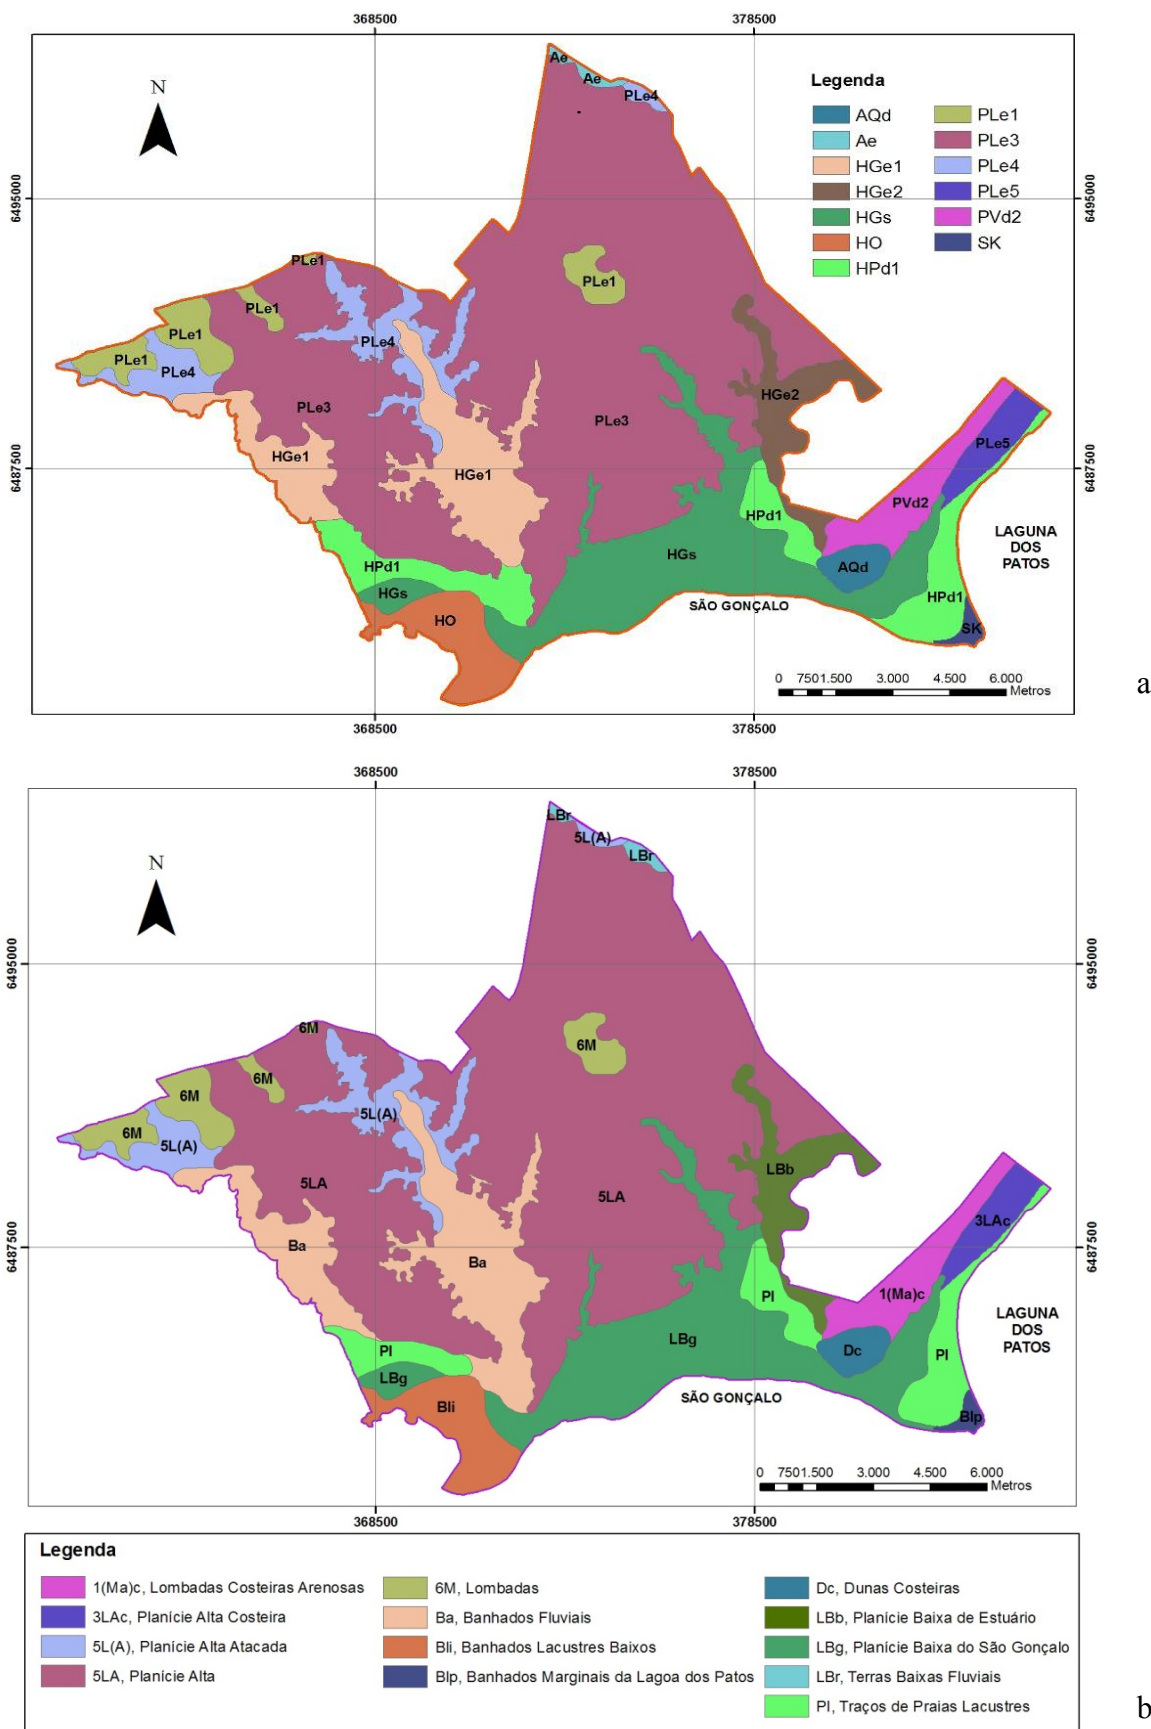 368500
378500
Ae
Ae
PLe4
N
Legenda
AQd
Ae
HGe1
HGe2
HGs
HO
HPd1
PLe1
PLe3
PLe4
PLe5
PVd2
SK
6495000
6495000
PLe1
PLe1
PLe1
PLe1
PLe4
PLe1
PLe4
HGe2
PLe3
PLe3
PLe5
HGe1
HGe1
6487500
6487500
PVd2
HPd1
LAGUNA
DOS
PATOS
HGs
HPd1
AQd
HGs
HPd1
SÃO GONÇALO
HO
SK
0 750 1.500 3.000 4.500 6.000
Metros
a
368500
378500
368500
378500
LBr
5L(A)
LBr
N
6495000
6495000
6M
6M
6M
6M
5L(A)
6M
5L(A)
LBb
5LA
5LA
3LAc
Ba
Ba
6487500
6487500
1(Ma)c
Pl
LAGUNA
DOS
PATOS
LBg
Pl
Dc
Pl
LBg
SÃO GONÇALO
Bli
Blp
0 750 1.500 3.000 4.500 6.000
Metros
368500
378500
Legenda
1(Ma)c, Lombadas Costeiras Arenosas
3LAc, Planície Alta Costeira
5L(A), Planície Alta Atacada
5LA, Planície Alta
6M, Lombadas
Ba, Banhados Fluviais
Bli, Banhados Lacustres Baixos
Blp, Banhados Marginais da Lagoa dos Patos
Dc, Dunas Costeiras
LBb, Planície Baixa de Estuário
LBg, Planície Baixa do São Gonçalo
LBr, Terras Baixas Fluviais
Pl, Traços de Praias Lacustres
b